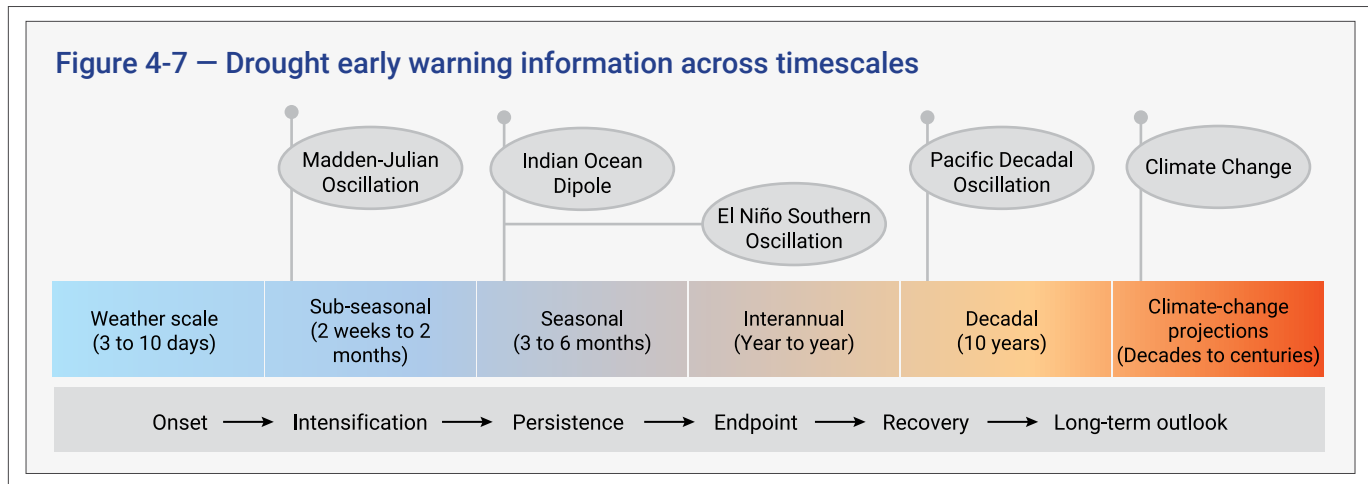 Figure 4-7 — Drought early warning information across timescales
Madden-Julian
Oscillation
Indian Ocean
Dipole
El Niño Southern
Oscillation
Pacific Decadal
Oscillation
Climate Change
Weather scale
(3 to 10 days)
Sub-seasonal
(2 weeks to 2
months)
Seasonal
(3 to 6 months)
Interannual
(Year to year)
Decadal
(10 years)
Climate-change
projections
(Decades to centuries)
Onset → Intensification → Persistence → Endpoint → Recovery → Long-term outlook